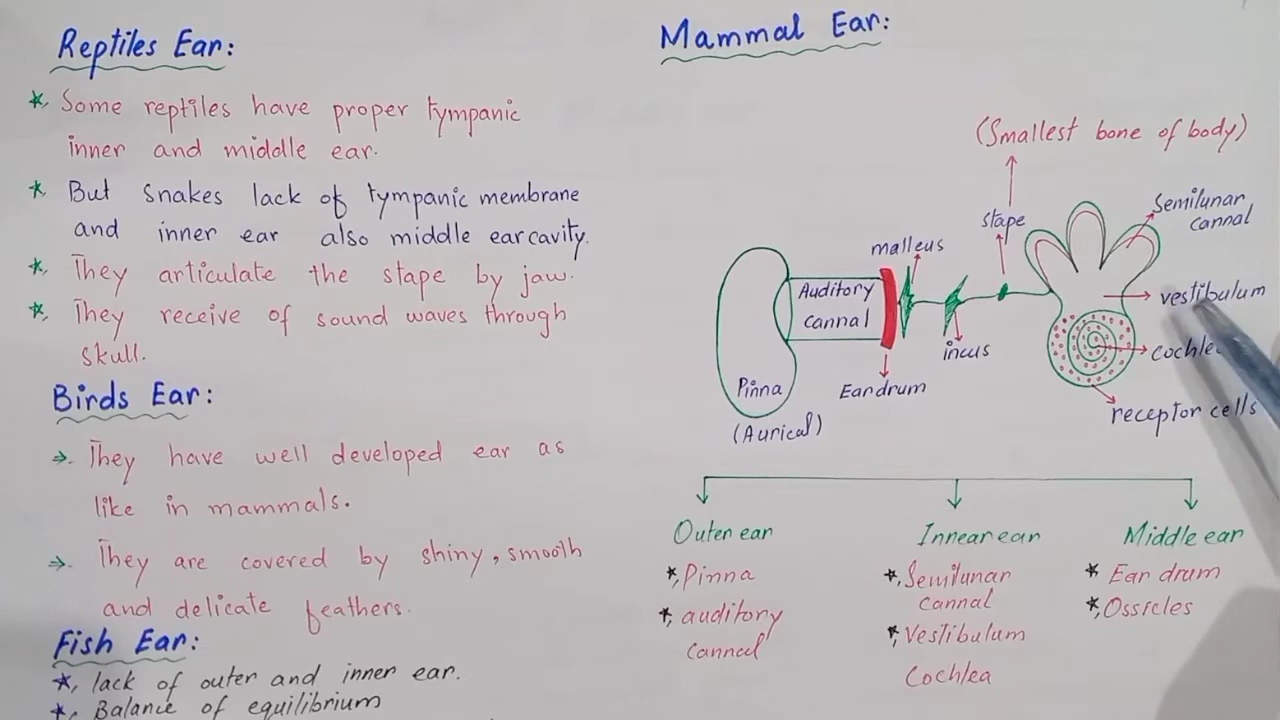 Reptiles Ear:
*, Some reptiles have proper tympanic
inner and middle ear.
*, But snakes lack of tympanic membrane
and inner ear also middle ear cavity.
*, They articulate the stape by jaw.
*, They receive of sound waves through
skull.
Birds Ear:
→ They have well developed ear as
like in mammals.
→ They are covered by shiny, smooth
and delicate feathers.
Fish Ear:
*, lack of outer and inner ear.
*, Balance of equilibrium
Mammal Ear:
(Smallest bone of body)
stape
Semilunar
cannal
malleus
Auditory
cannal
vestibulum
incus
Pinna
Eardrum
receptor cells
(Aurical)
Outer ear
*, Pinna
*, auditory
cannal
Innear ear
*, Semilunar
cannal
*, Vestibulum
Cochlea
Middle ear
* Ear drum
*, Ossicles